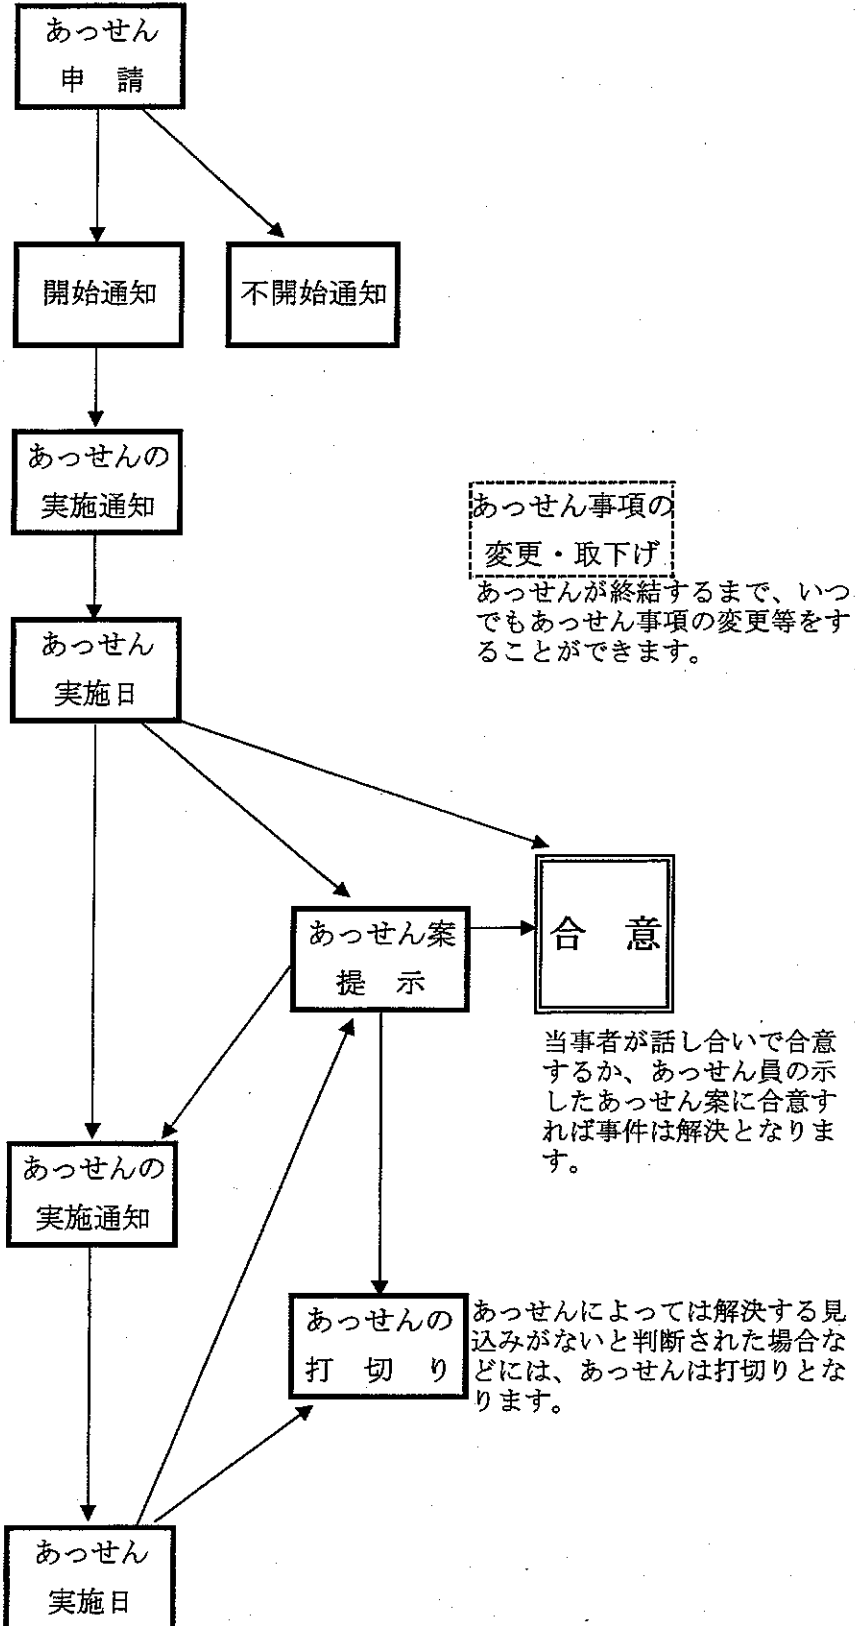 あっせん
申　請
開始通知
不開始通知
あっせんの
実施通知
あっせん事項の
変更・取下げ
あっせんが終結するまで、いつ
でもあっせん事項の変更等をす
ることができます。
あっせん
実施日
あっせん案
提　示
合　意
当事者が話し合いで合意
するか、あっせん員の示
したあっせん案に合意す
れば事件は解決となりま
す。
あっせんの
実施通知
あっせんの
打　切　り
あっせんによっては解決する見
込みがないと判断された場合な
どには、あっせんは打切りとな
ります。
あっせん
実施日